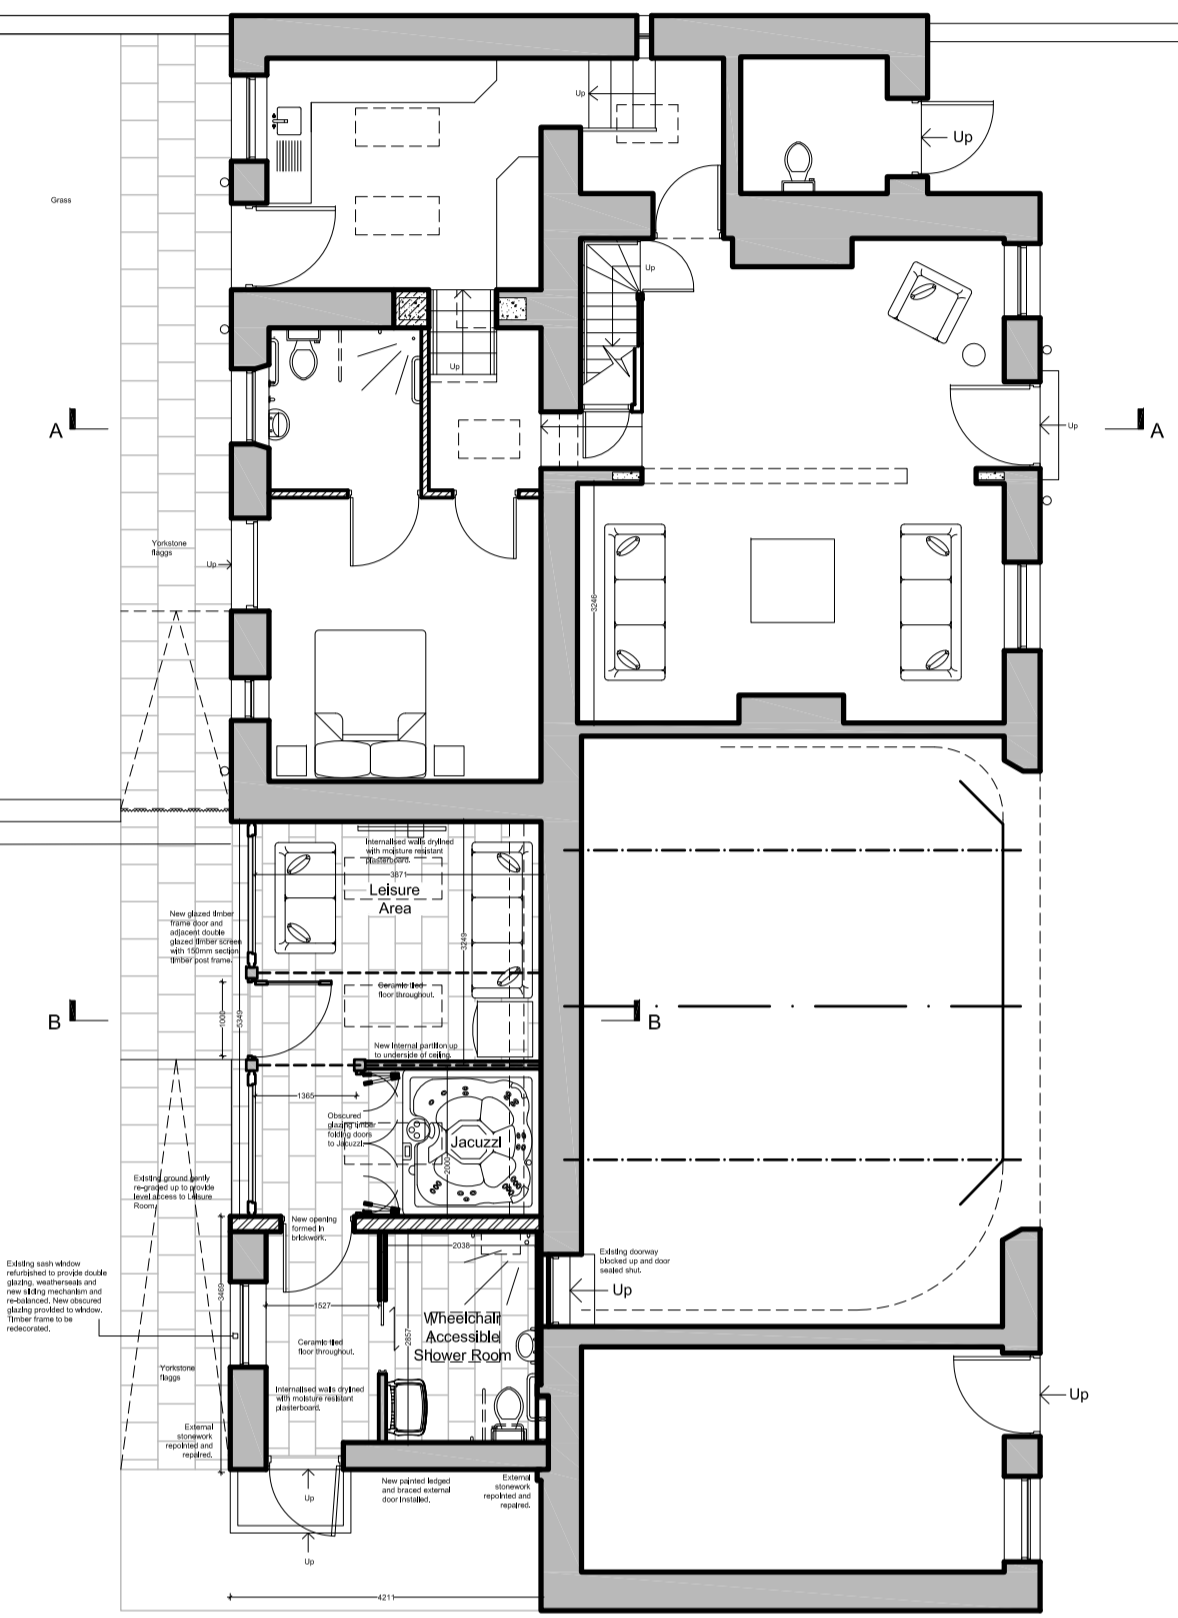 Up
Up
Grass
Up
Up
A
Up
A
Yorkstone
flaggs
Up
3246
Internalised walls drylined
with moisture resistant
plasterboard.
3871
Leisure
Area
New glazed timber
frame door and
adjacent double
glazed timber screen
with 150mm section
timber post frame.
3249
Ceramic tiled
floor throughout.
B
1000
5349
B
New internal partition up
to underside of ceiling.
1365
Obscured
glazing timber
folding doors
to Jacuzzi.
Jacuzzi
2000
Existing ground gently
re-graded up to provide
level access to Leisure
Room.
New opening
formed in
brickwork.
2038
Existing doorway
blocked up and door
sealed shut.
Up
Existing sash window
refurbished to provide double
glazing, weatherseals and
new sliding mechanism and
re-balanced. New obscured
glazing provided to window.
Timber frame to be
redecorated.
3469
1527
2857
Wheelchair
Accessible
Shower Room
Ceramic tiled
floor throughout.
Yorkstone
flaggs
Internalised walls drylined
with moisture resistant
plasterboard.
Up
External
stonework
repointed and
repaired.
Up
New painted ledged
and braced external
door installed.
External
stonework
repointed and
repaired.
Up
4211